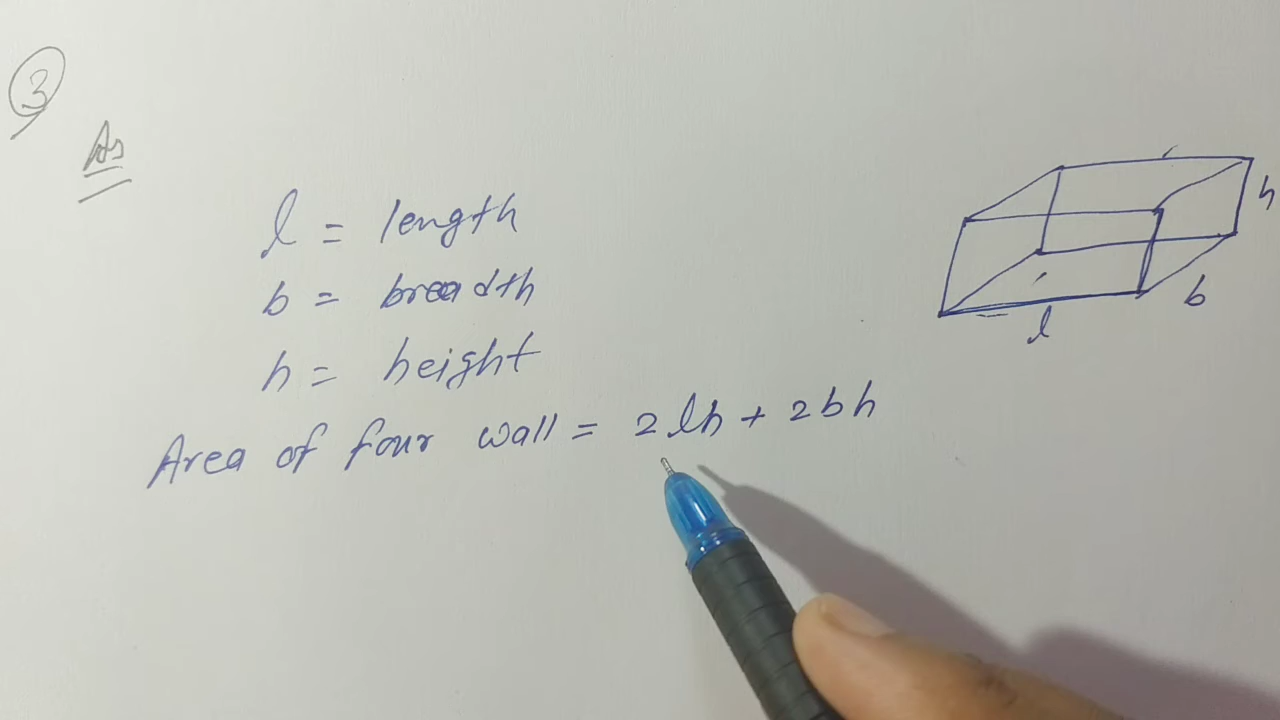 3
As
l = length
b = breadth
h = height
Area of four wall = 2lh + 2bh
h
b
l